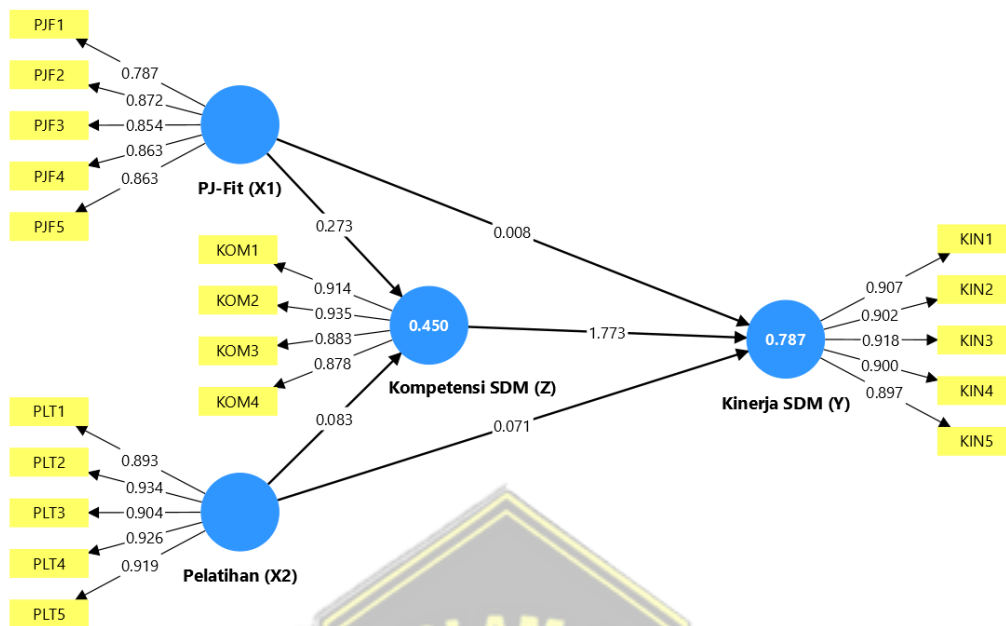 PJF1
PJF2
PJF3
PJF4
PJF5
0.787
0.872
0.854
0.863
0.863
PJ-Fit (X1)
0.273
0.008
KOM1
KOM2
KOM3
KOM4
0.914
0.935
0.883
0.878
0.450
Kompetensi SDM (Z)
1.773
0.083
0.071
PLT1
PLT2
PLT3
PLT4
PLT5
0.893
0.934
0.904
0.926
0.919
Pelatihan (X2)
0.787
Kinerja SDM (Y)
0.907
0.902
0.918
0.900
0.897
KIN1
KIN2
KIN3
KIN4
KIN5